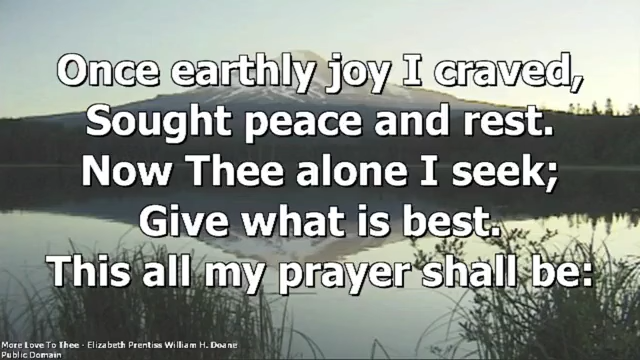 Once earthly joy I craved,
Sought peace and rest.
Now Thee alone I seek;
Give what is best.
This all my prayer shall be:
More Love To Thee - Elizabeth Prentiss William H. Doane
Public Domain